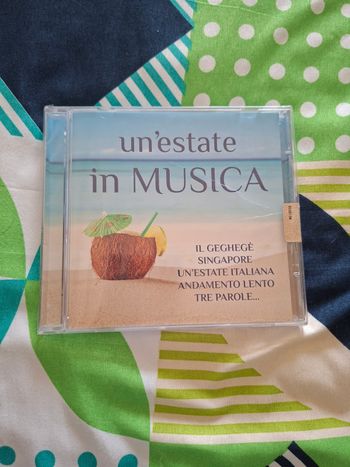 un'estate
in MUSICA
IL GEGHEGÈ
SINGAPORE
UN'ESTATE ITALIANA
ANDAMENTO LENTO
TRE PAROLE...